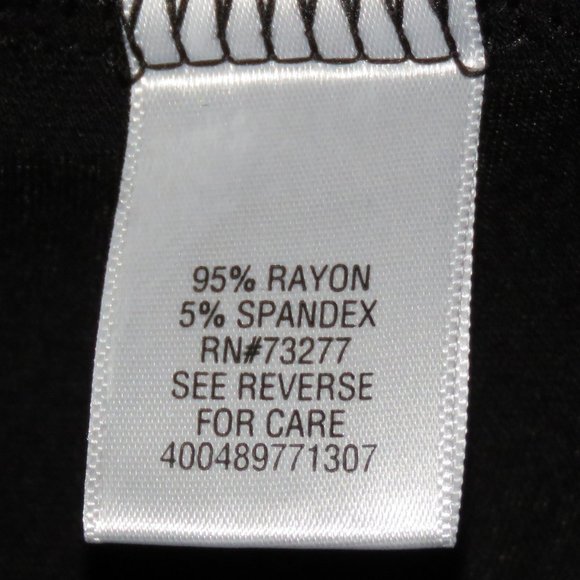 95% RAYON
5% SPANDEX
RN#73277
SEE REVERSE
FOR CARE
400489771307